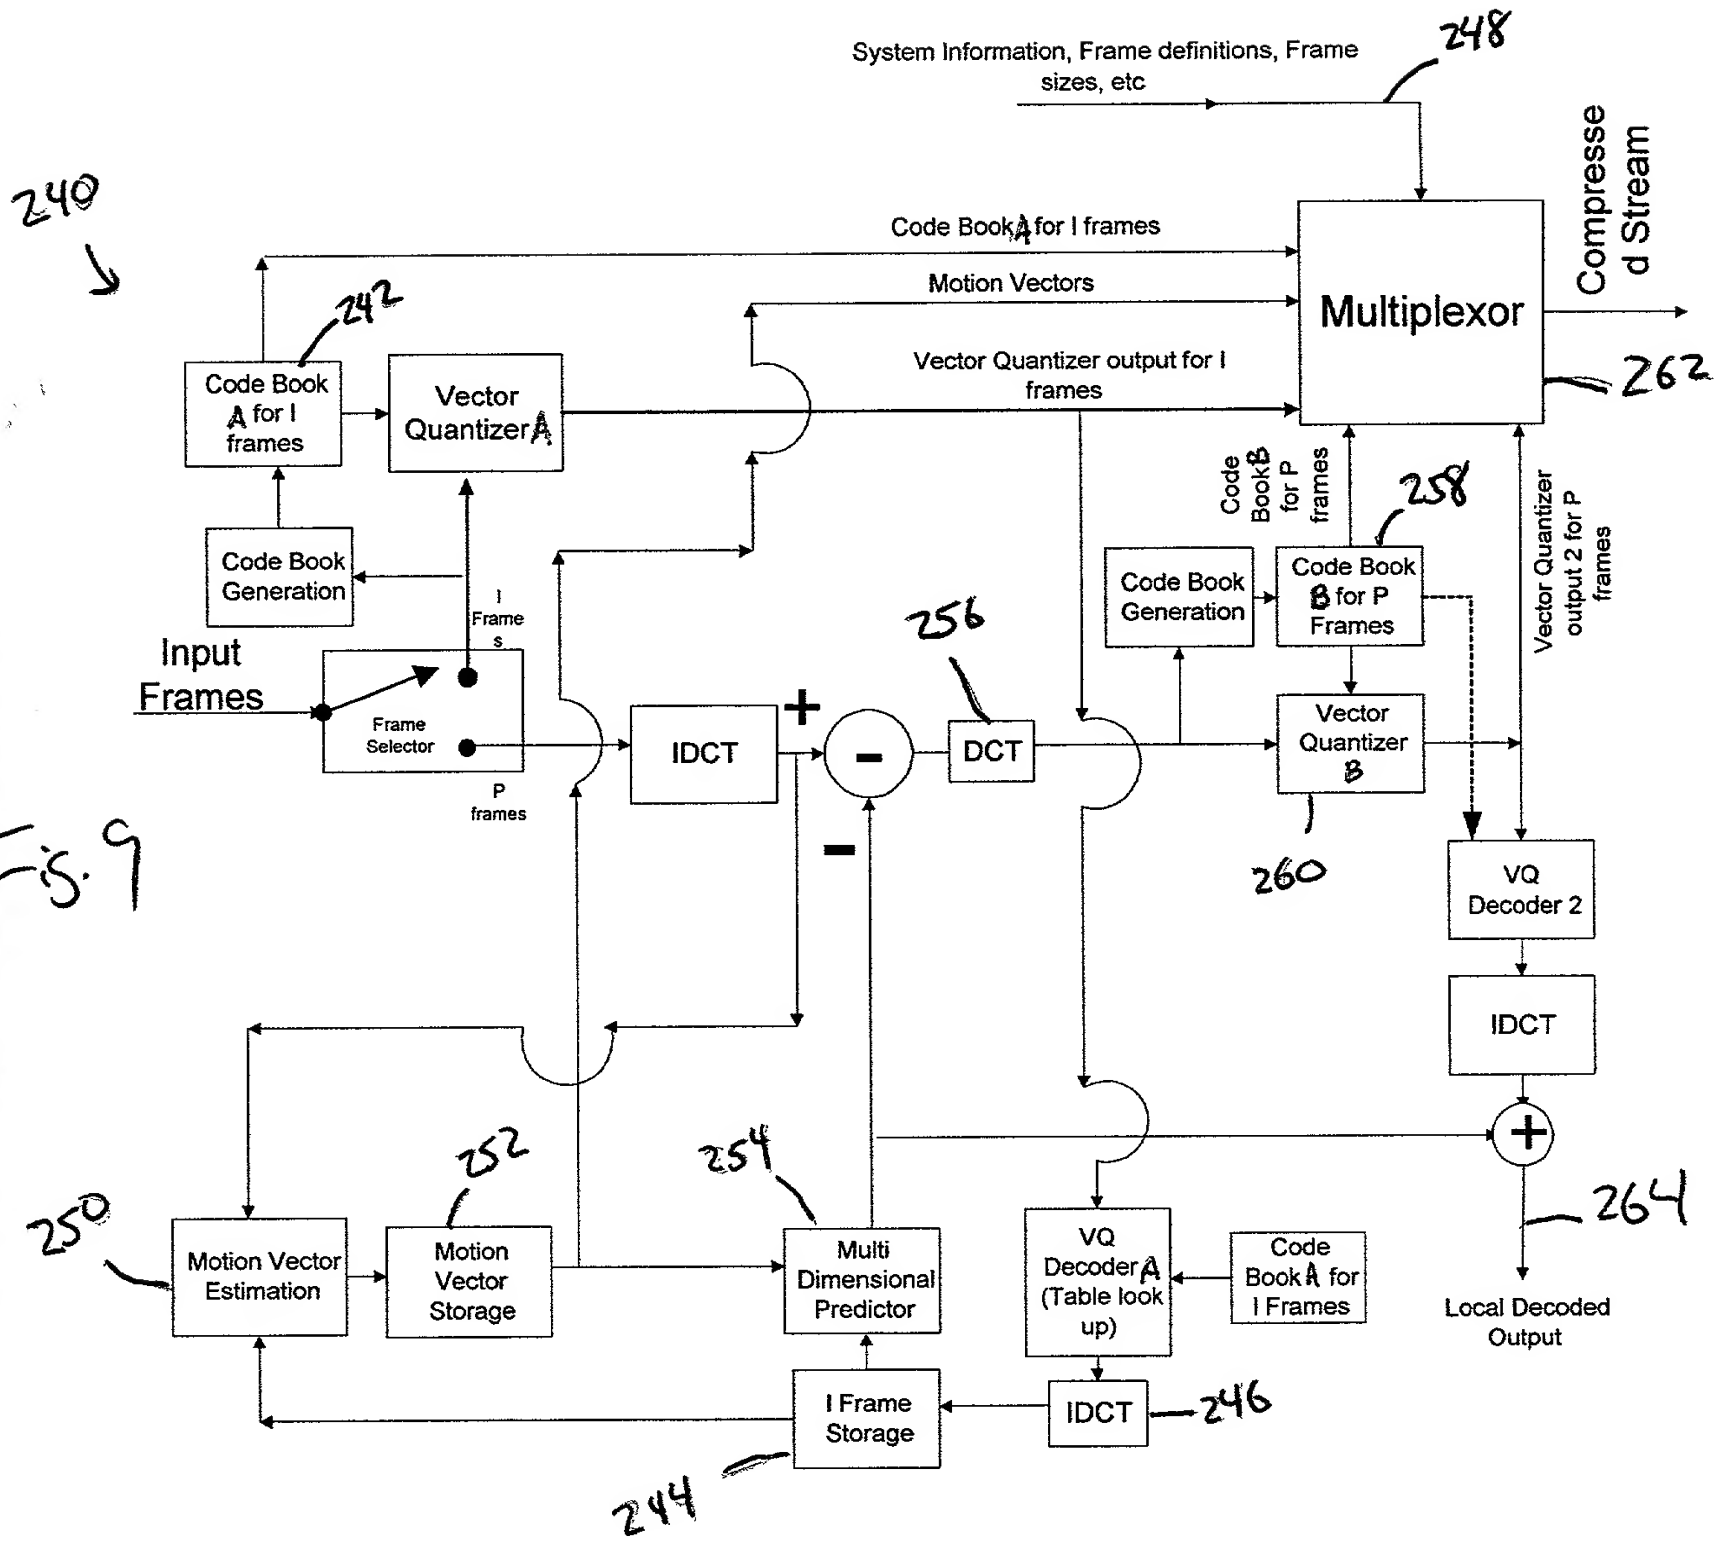 System Information, Frame definitions, Frame
sizes, etc
248
Compresse
d Stream
240
Code Book A for I frames
Motion Vectors
Multiplexor
242
Code Book
A for I
frames
Vector
Quantizer A
Vector Quantizer output for I
frames
262
Code
Book B
for P
frames
258
Vector Quantizer
output 2 for P
frames
Code Book
Generation
I
Frame
s
Code Book
Generation
Code Book
B for P
Frames
Input
Frames
Frame
Selector
P
frames
IDCT
+
-
-
256
DCT
Vector
Quantizer
B
260
Fig. 9
VQ
Decoder 2
IDCT
+
264
Local Decoded
Output
250
Motion Vector
Estimation
252
Motion
Vector
Storage
254
Multi
Dimensional
Predictor
VQ
Decoder A
(Table look
up)
Code
Book A for
I Frames
I Frame
Storage
244
IDCT
246